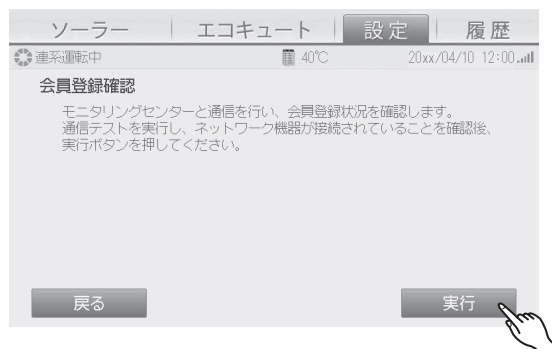 ソーラー エコキュート 設定 履歴
連系運転中 40℃ 20xx/04/10 12:00
会員登録確認
モニタリングセンターと通信を行い、会員登録状況を確認します。
通信テストを実行し、ネットワーク機器が接続されていることを確認後、
実行ボタンを押してください。
戻る 実行